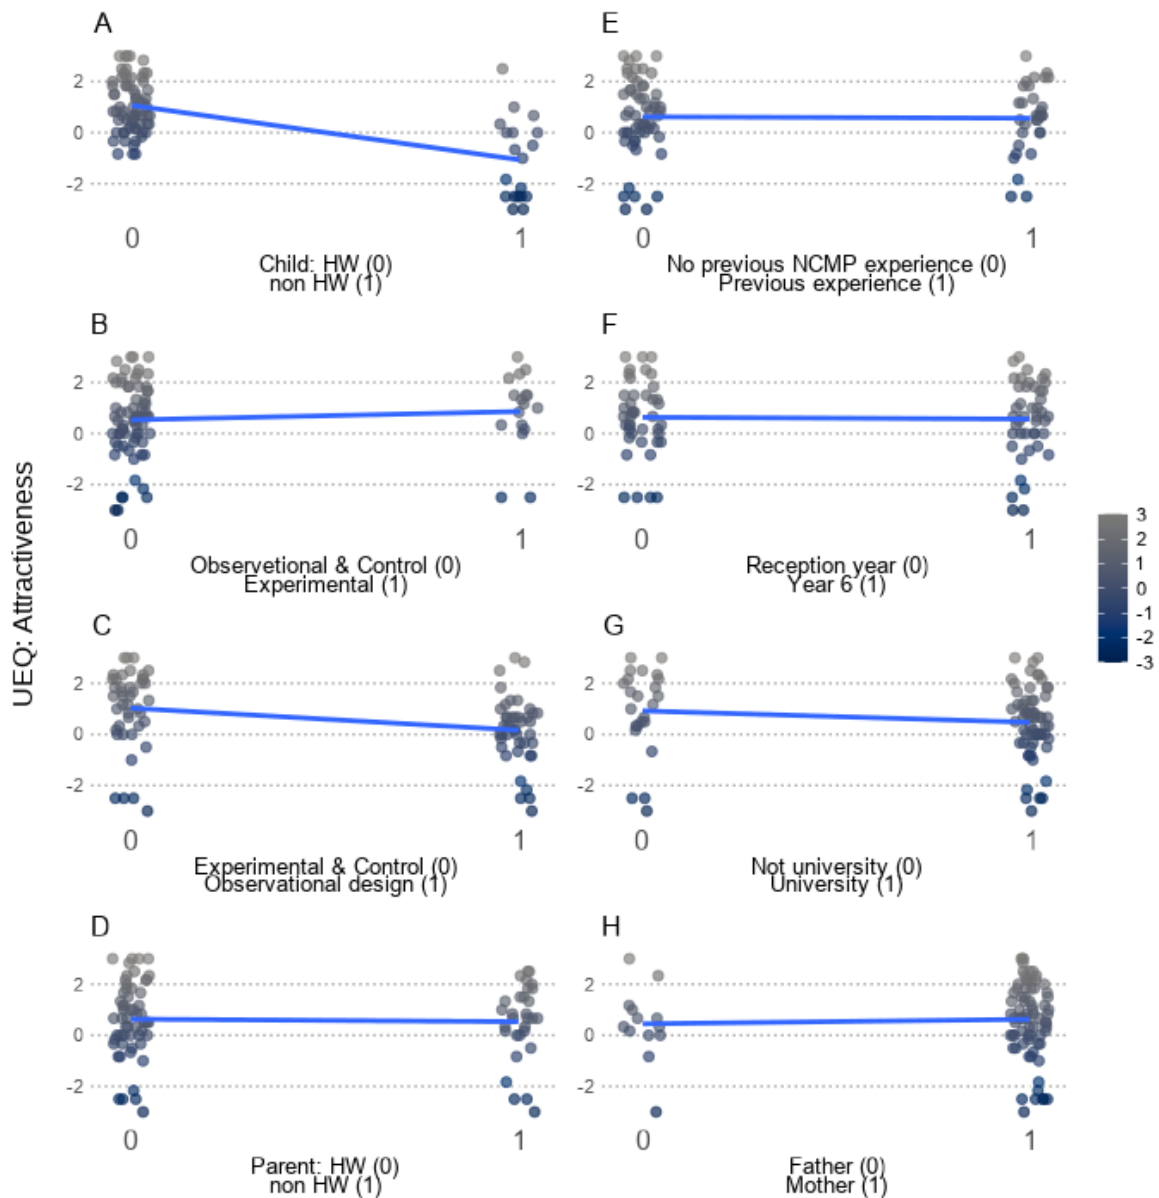 A
2
0
-2
0 1
Child: HW (0)
non HW (1)
E
2
0
-2
0 1
No previous NCMP experience (0)
Previous experience (1)
B
2
0
-2
0 1
Observetional & Control (0)
Experimental (1)
F
2
0
-2
0 1
Reception year (0)
Year 6 (1)
C
2
0
-2
0 1
Experimental & Control (0)
Observational design (1)
G
2
0
-2
0 1
Not university (0)
University (1)
D
2
0
-2
0 1
Parent: HW (0)
non HW (1)
H
2
0
-2
0 1
Father (0)
Mother (1)
UEQ: Attractiveness
3
2
1
0
-1
-2
-3